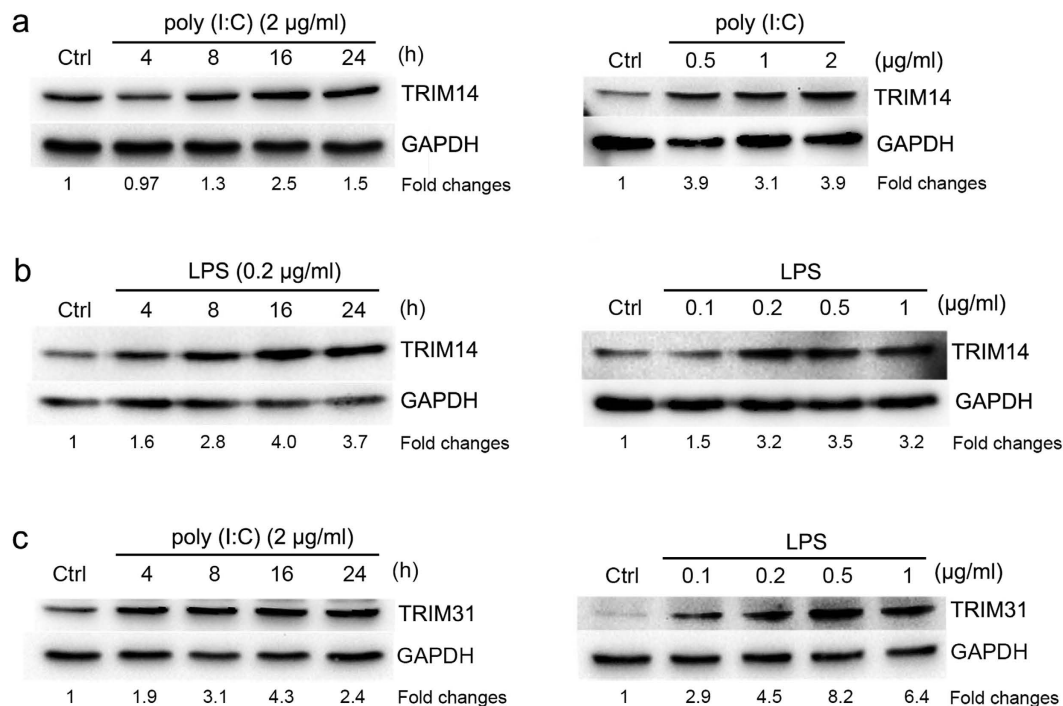 a
poly (I:C) (2 µg/ml)
Ctrl 4 8 16 24 (h)
TRIM14
GAPDH
1 0.97 1.3 2.5 1.5 Fold changes
poly (I:C)
Ctrl 0.5 1 2 (µg/ml)
TRIM14
GAPDH
1 3.9 3.1 3.9 Fold changes
b
LPS (0.2 µg/ml)
Ctrl 4 8 16 24 (h)
TRIM14
GAPDH
1 1.6 2.8 4.0 3.7 Fold changes
LPS
Ctrl 0.1 0.2 0.5 1 (µg/ml)
TRIM14
GAPDH
1 1.5 3.2 3.5 3.2 Fold changes
c
poly (I:C) (2 µg/ml)
Ctrl 4 8 16 24 (h)
TRIM31
GAPDH
1 1.9 3.1 4.3 2.4 Fold changes
LPS
Ctrl 0.1 0.2 0.5 1 (µg/ml)
TRIM31
GAPDH
1 2.9 4.5 8.2 6.4 Fold changes